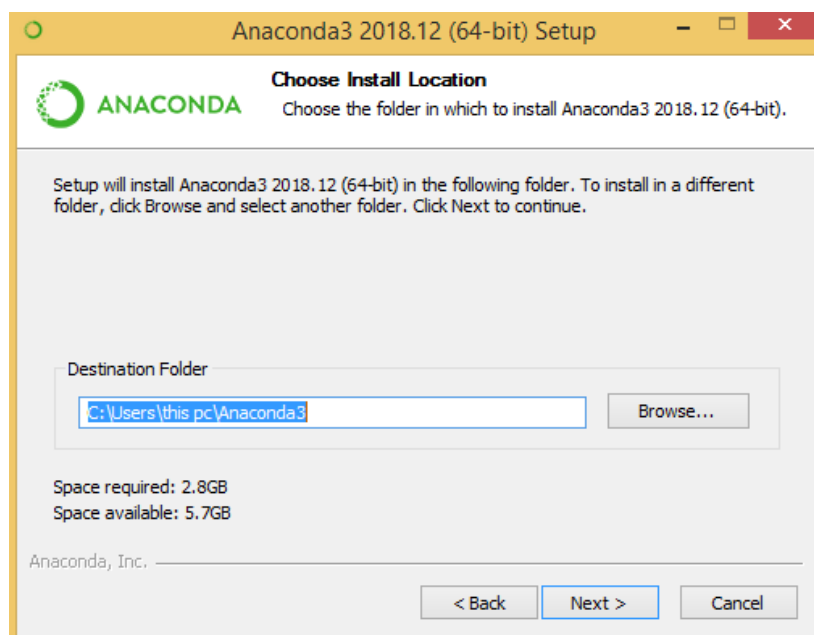 Anaconda3 2018.12 (64-bit) Setup
ANACONDA
Choose Install Location
Choose the folder in which to install Anaconda3 2018.12 (64-bit).
Setup will install Anaconda3 2018.12 (64-bit) in the following folder. To install in a different
folder, click Browse and select another folder. Click Next to continue.
Destination Folder
C:\Users\this pc\Anaconda3
Browse...
Space required: 2.8GB
Space available: 5.7GB
Anaconda, Inc.
< Back
Next >
Cancel